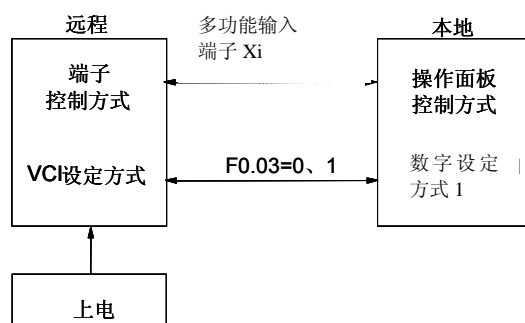 远程
多功能输入
端子 Xi
本地
端子
控制方式
操作面板
控制方式
VCI设定方式
F0.03=0、1
数字设定
方式 1
上电